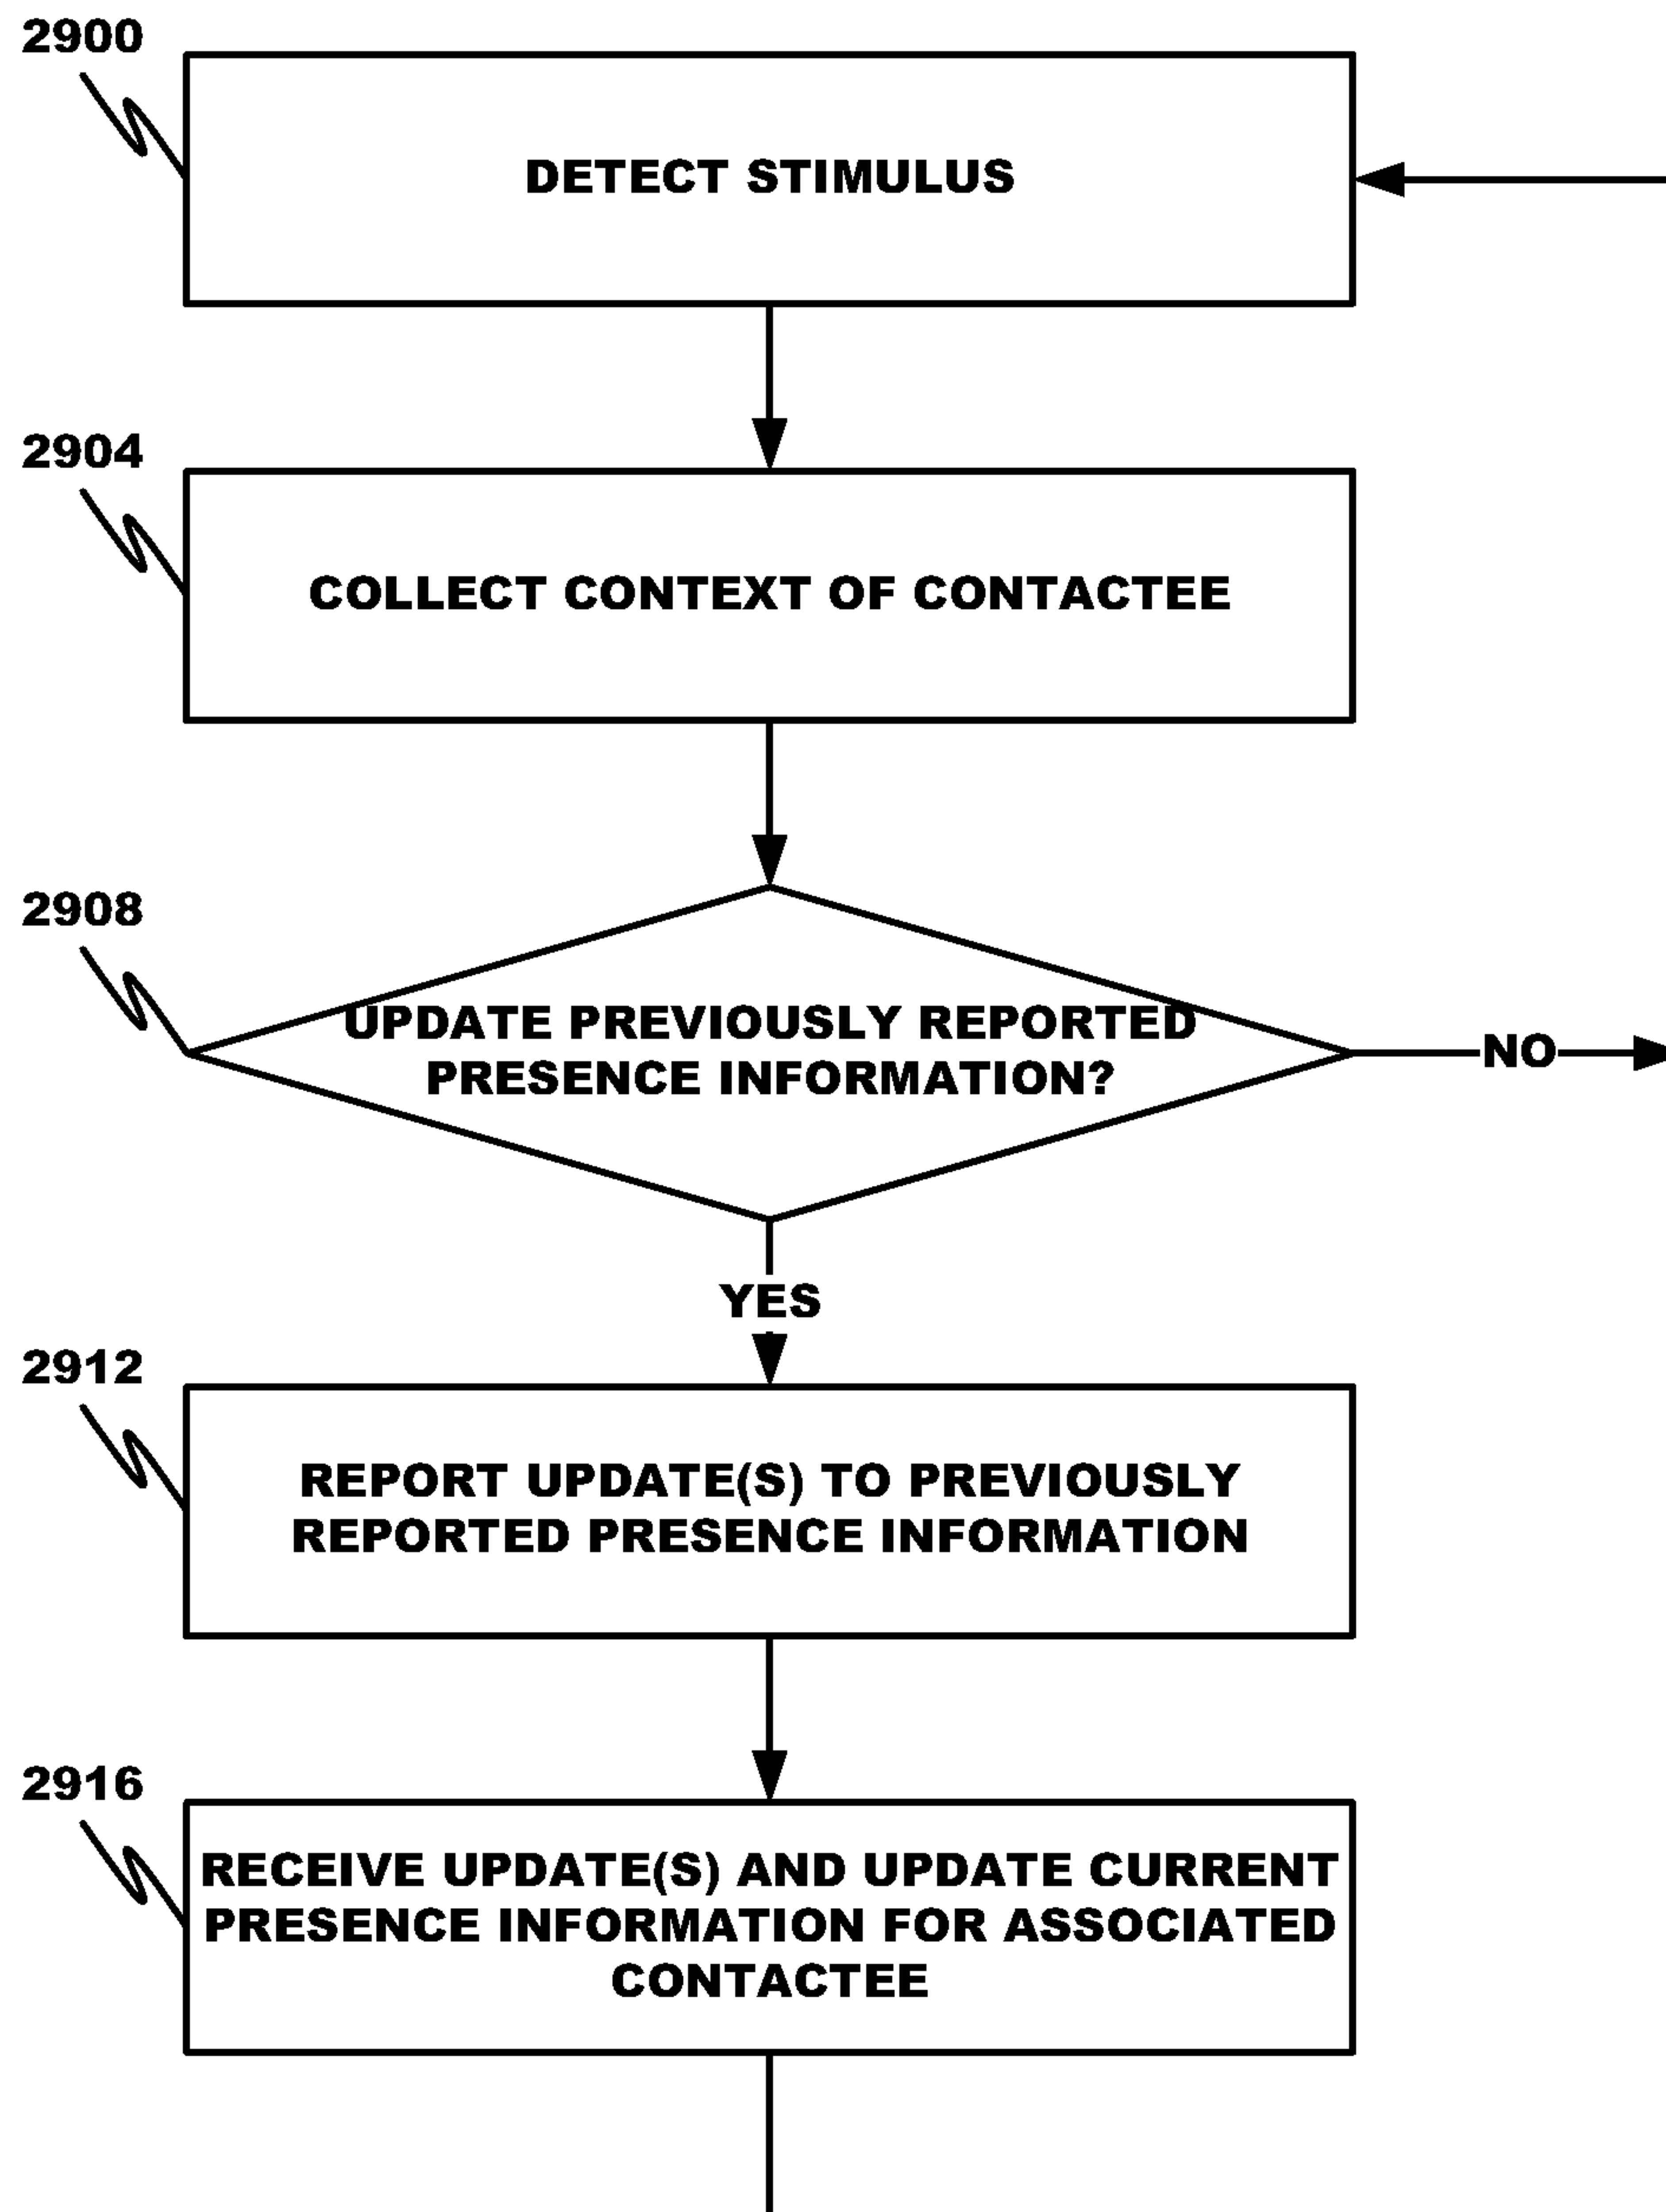 2900
DETECT STIMULUS
2904
COLLECT CONTEXT OF CONTACTEE
2908
UPDATE PREVIOUSLY REPORTED
PRESENCE INFORMATION?
NO
YES
2912
REPORT UPDATE(S) TO PREVIOUSLY
REPORTED PRESENCE INFORMATION
2916
RECEIVE UPDATE(S) AND UPDATE CURRENT
PRESENCE INFORMATION FOR ASSOCIATED
CONTACTEE